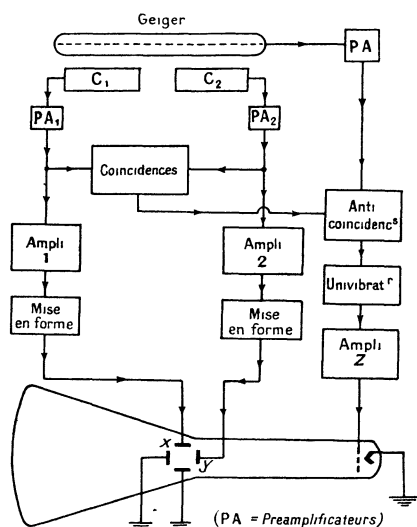 Geiger
PA
C1
C2
PA1
PA2
Coincidences
Anti
coincidencs
Ampli
1
Ampli
2
Univibratr
Mise
en forme
Mise
en forme
Ampli
Z
x
y
(PA = Preamplificateurs)